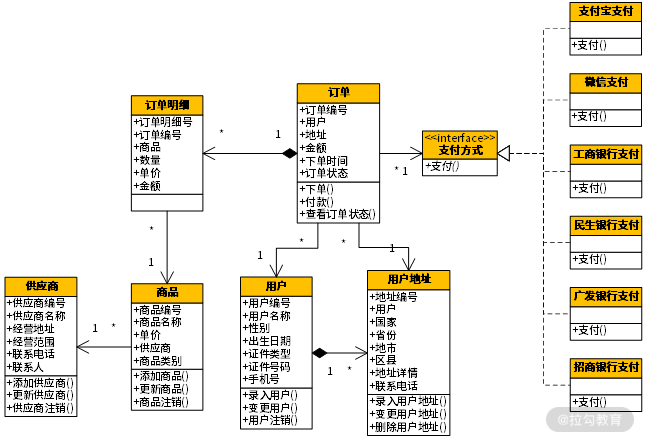 支付宝支付
+支付()
微信支付
+支付()
工商银行支付
+支付()
民生银行支付
+支付()
广发银行支付
+支付()
招商银行支付
+支付()
<<interface>>
支付方式
+支付()
订单
+订单编号
+用户
+地址
+金额
+下单时间
+订单状态
+下单()
+付款()
+查看订单状态()
订单明细
+订单明细号
+订单编号
+商品
+数量
+单价
+金额
*
1
* 1
*
1
*
1
*
1
供应商
+供应商编号
+供应商名称
+经营地址
+经营范围
+联系电话
+联系人
+添加供应商()
+更新供应商()
+供应商注销()
1
*
商品
+商品编号
+商品名称
+单价
+供应商
+商品类别
+添加商品()
+更新商品()
+商品注销()
用户
+用户编号
+用户名称
+性别
+出生日期
+证件类型
+证件号码
+手机号
+录入用户()
+变更用户()
+用户注销()
1
*
用户地址
+地址编号
+用户
+国家
+省份
+地市
+区县
+地址详情
+联系电话
+录入用户地址()
+变更用户地址()
+删除用户地址()
@拉勾教育